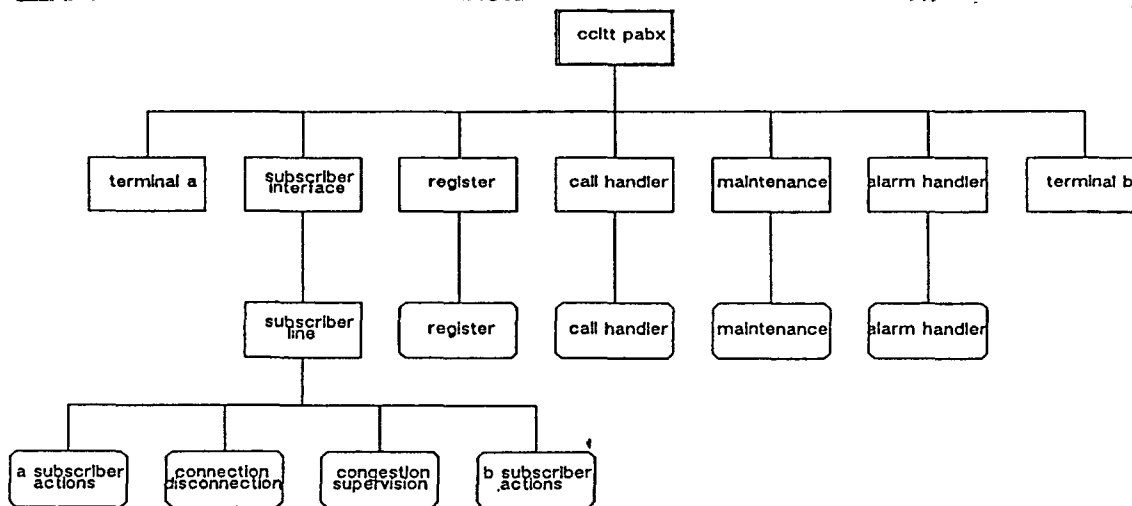 ccitt pabx
terminal a
subscriber
interface
register
call handler
maintenance
alarm handler
terminal b
subscriber
line
register
call handler
maintenance
alarm handler
a subscriber
actions
connection
disconnection
congestion
supervision
b subscriber
actions